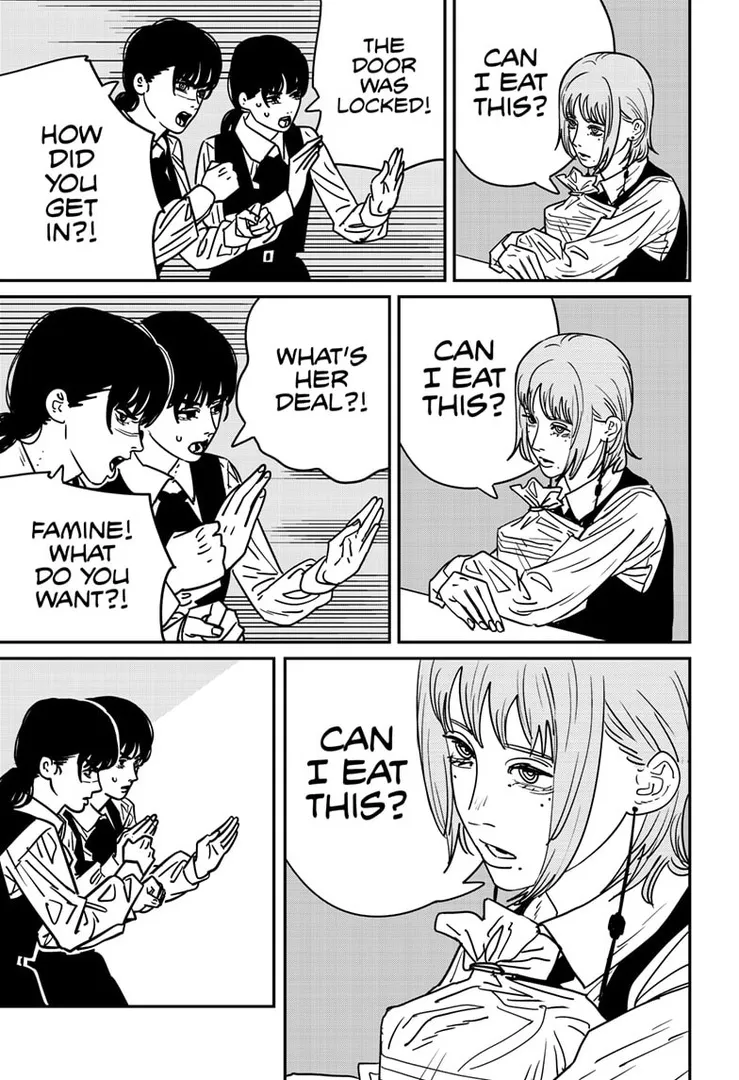 CAN
I EAT
THIS?
THE
DOOR
WAS
LOCKED!
HOW
DID
YOU
GET
IN?!
CAN
I EAT
THIS?
WHAT'S
HER
DEAL?!
FAMINE!
WHAT
DO YOU
WANT?!
CAN
I EAT
THIS?